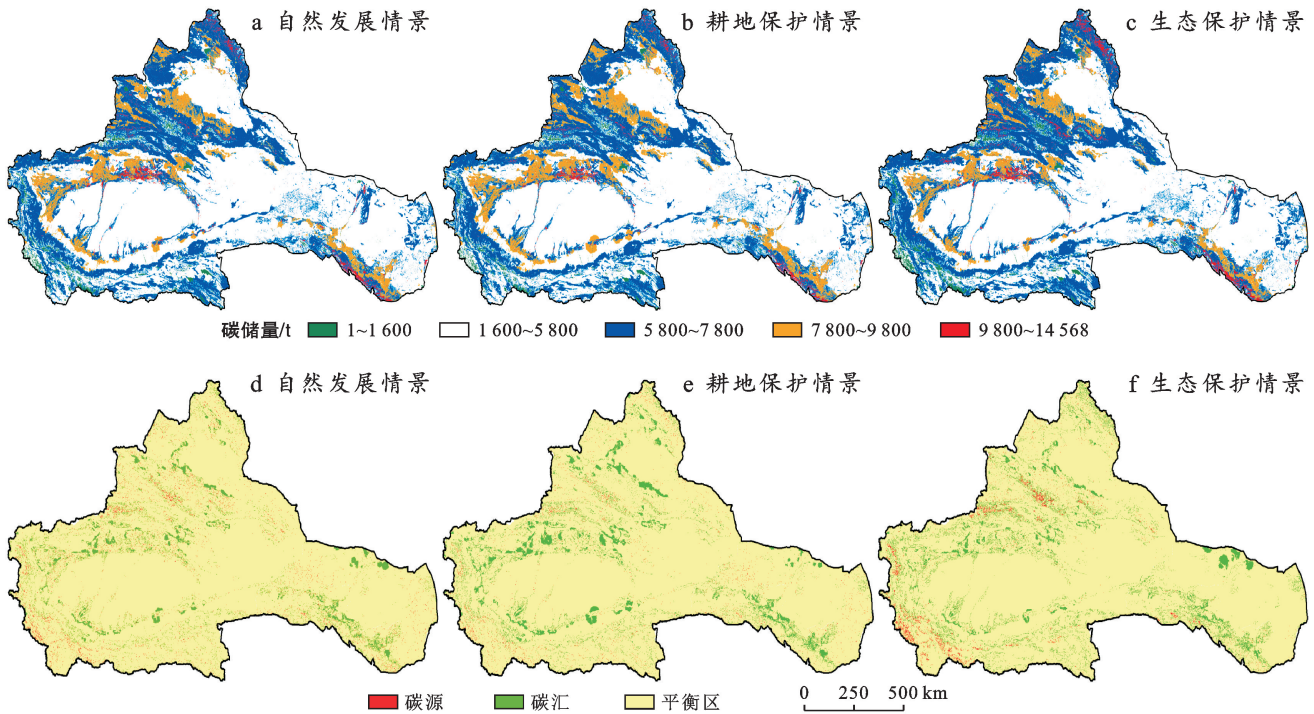 a 自然发展情景
b 耕地保护情景
c 生态保护情景
碳储量/t 1~1 600 1 600~5 800 5 800~7 800 7 800~9 800 9 800~14 568
d 自然发展情景
e 耕地保护情景
f 生态保护情景
碳源 碳汇 平衡区
0 250 500 km